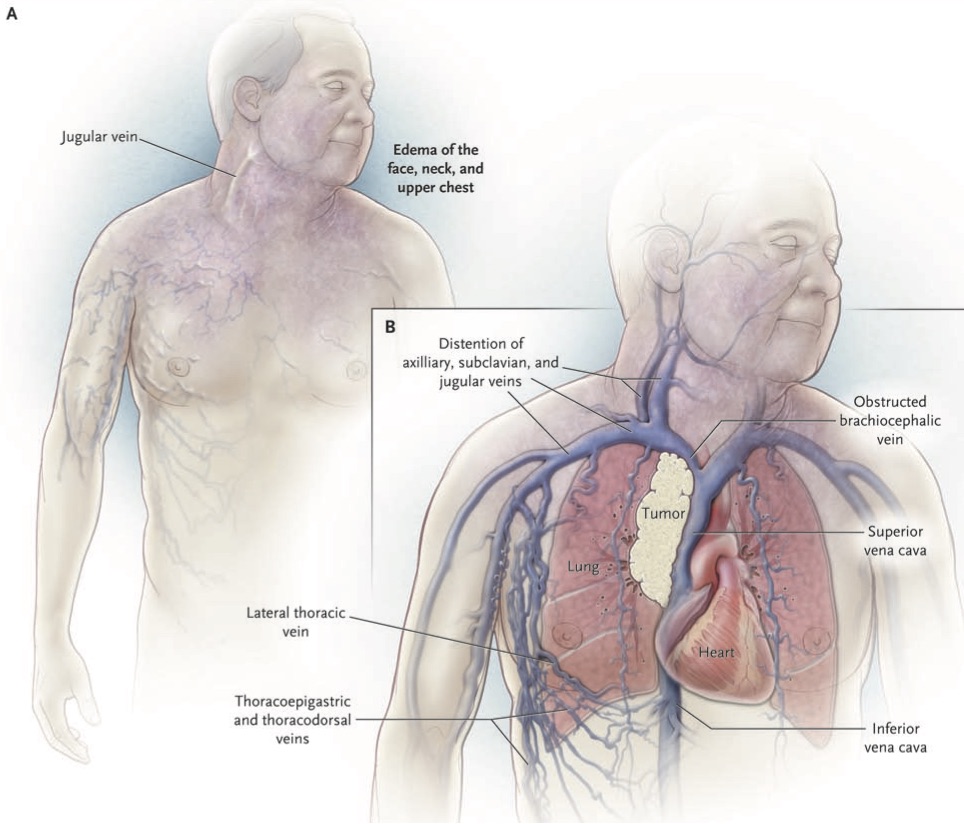 A
Jugular vein
Edema of the
face, neck, and
upper chest
B
Distention of
axilliary, subclavian, and
jugular veins
Obstructed
brachiocephalic
vein
Tumor
Superior
vena cava
Lung
Lateral thoracic
vein
Heart
Thoracoepigastric
and thoracodorsal
veins
Inferior
vena cava